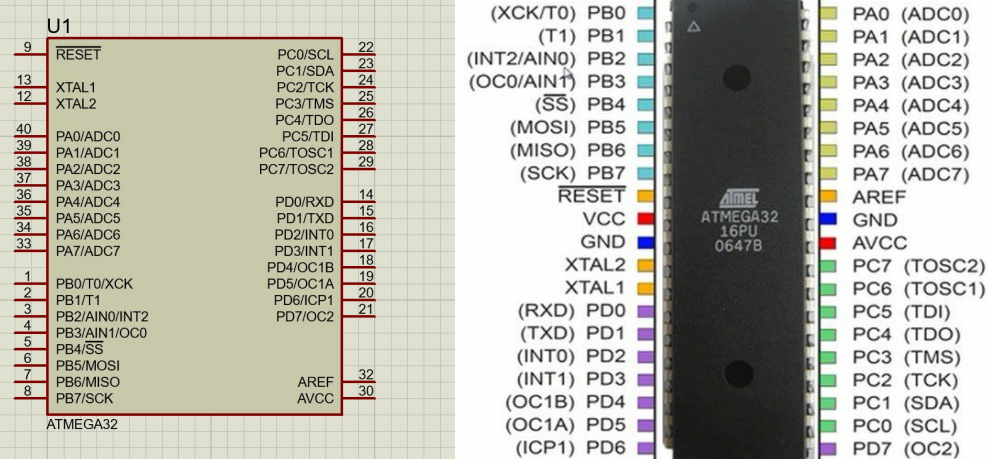 U1
9 RESET PC0/SCL 22
PC1/SDA 23
13 XTAL1 PC2/TCK 24
12 XTAL2 PC3/TMS 25
PC4/TDO 26
40 PA0/ADC0 PC5/TDI 27
39 PA1/ADC1 PC6/TOSC1 28
38 PA2/ADC2 PC7/TOSC2 29
37 PA3/ADC3
36 PA4/ADC4 PD0/RXD 14
35 PA5/ADC5 PD1/TXD 15
34 PA6/ADC6 PD2/INT0 16
33 PA7/ADC7 PD3/INT1 17
PD4/OC1B 18
1 PB0/T0/XCK PD5/OC1A 19
2 PB1/T1 PD6/ICP1 20
3 PB2/AIN0/INT2 PD7/OC2 21
4 PB3/AIN1/OC0
5 PB4/SS
6 PB5/MOSI
7 PB6/MISO AREF 32
8 PB7/SCK AVCC 30
ATMEGA32
(XCK/T0) PB0 PA0 (ADC0)
(T1) PB1 PA1 (ADC1)
(INT2/AIN0) PB2 PA2 (ADC2)
(OC0/AIN1) PB3 PA3 (ADC3)
(SS) PB4 PA4 (ADC4)
(MOSI) PB5 PA5 (ADC5)
(MISO) PB6 PA6 (ADC6)
(SCK) PB7 PA7 (ADC7)
RESET AREF
VCC GND
GND AVCC
XTAL2 PC7 (TOSC2)
XTAL1 PC6 (TOSC1)
(RXD) PD0 PC5 (TDI)
(TXD) PD1 PC4 (TDO)
(INT0) PD2 PC3 (TMS)
(INT1) PD3 PC2 (TCK)
(OC1B) PD4 PC1 (SDA)
(OC1A) PD5 PC0 (SCL)
(ICP1) PD6 PD7 (OC2)
ATMEL
ATMEGA32
16PU
0647B